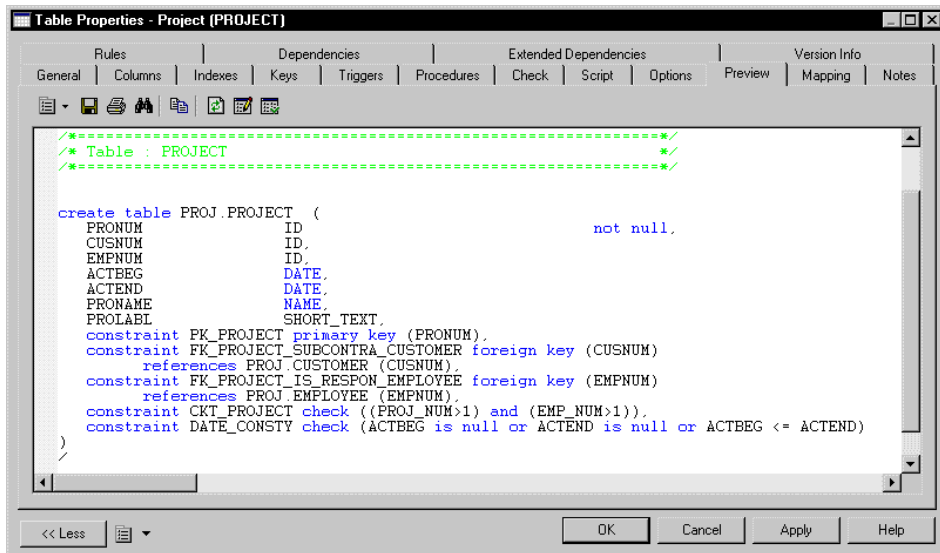 Table Properties - Project (PROJECT)
Rules Dependencies Extended Dependencies Version Info
General Columns Indexes Keys Triggers Procedures Check Script Options Preview Mapping Notes
/*==============================================================*/
/* Table : PROJECT                                              */
/*==============================================================*/
create table PROJ.PROJECT  (
PRONUM ID not null,
CUSNUM ID,
EMPNUM ID,
ACTBEG DATE,
ACTEND DATE,
PRONAME NAME,
PROLABL SHORT_TEXT,
constraint PK_PROJECT primary key (PRONUM),
constraint FK_PROJECT_SUBCONTRA_CUSTOMER foreign key (CUSNUM)
references PROJ.CUSTOMER (CUSNUM),
constraint FK_PROJECT_IS_RESPON_EMPLOYEE foreign key (EMPNUM)
references PROJ.EMPLOYEE (EMPNUM),
constraint CKT_PROJECT check ((PROJ_NUM>1) and (EMP_NUM>1)),
constraint DATE_CONSTY check (ACTBEG is null or ACTEND is null or ACTBEG <= ACTEND)
)
/
<< Less OK Cancel Apply Help